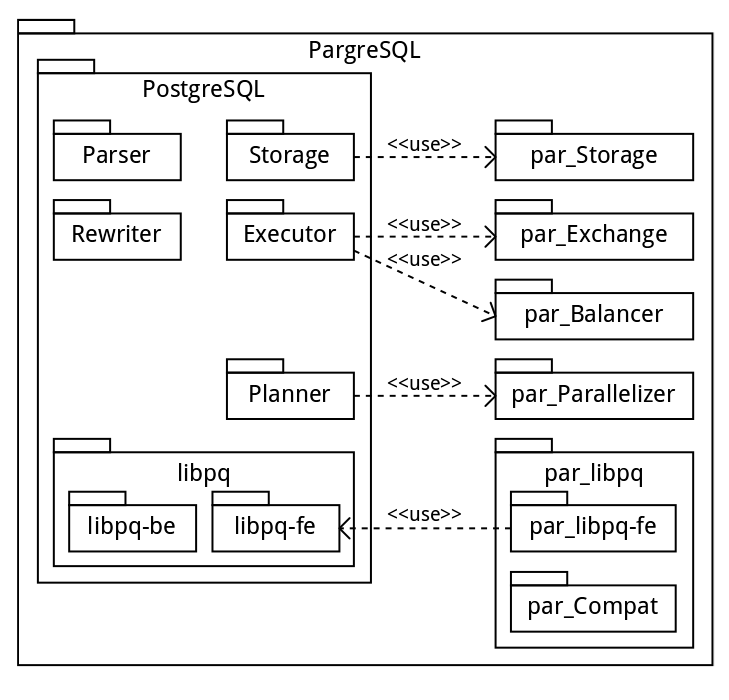 PargreSQL
PostgreSQL
Parser
Storage
<<use>>
par_Storage
Rewriter
Executor
<<use>>
par_Exchange
<<use>>
par_Balancer
Planner
<<use>>
par_Parallelizer
libpq
par_libpq
libpq-be
libpq-fe
<<use>>
par_libpq-fe
par_Compat